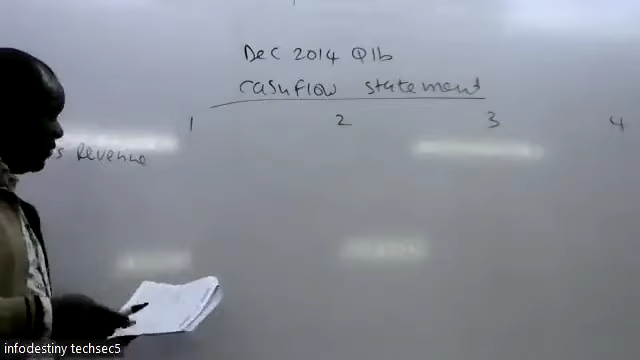 Dec 2014 Q1b
Cashflow statement
1 2 3 4
s Revenue
infodestiny techsec5